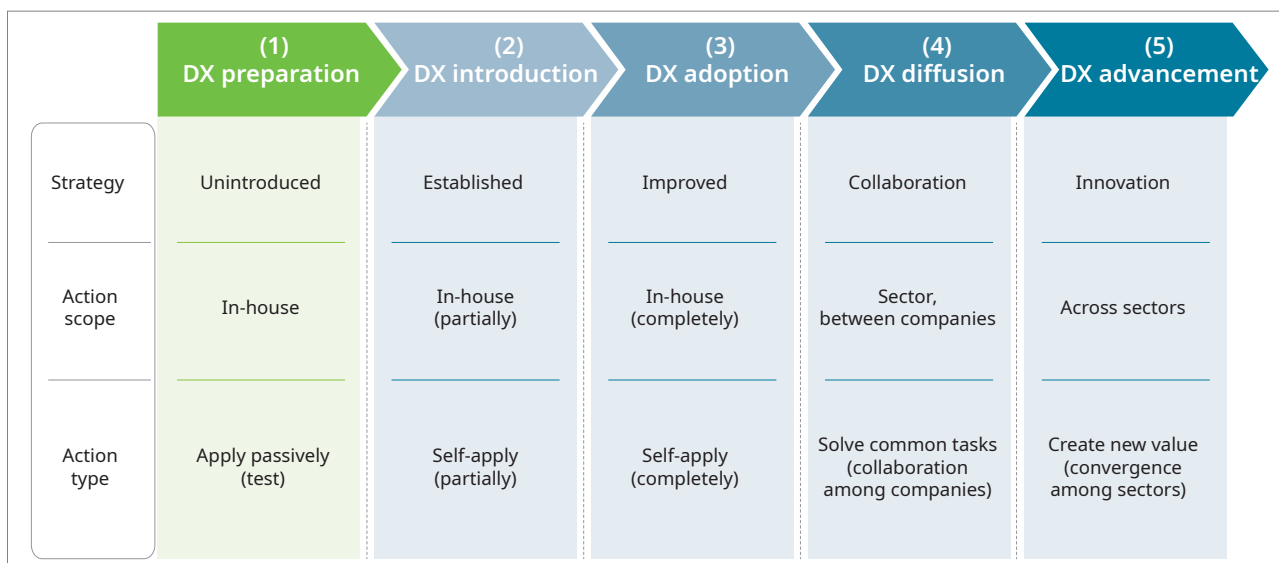 (1)
DX preparation
(2)
DX introduction
(3)
DX adoption
(4)
DX diffusion
(5)
DX advancement
Strategy
Unintroduced
Established
Improved
Collaboration
Innovation
Action
scope
In-house
In-house
(partially)
In-house
(completely)
Sector,
between companies
Across sectors
Action
type
Apply passively
(test)
Self-apply
(partially)
Self-apply
(completely)
Solve common tasks
(collaboration
among companies)
Create new value
(convergence
among sectors)